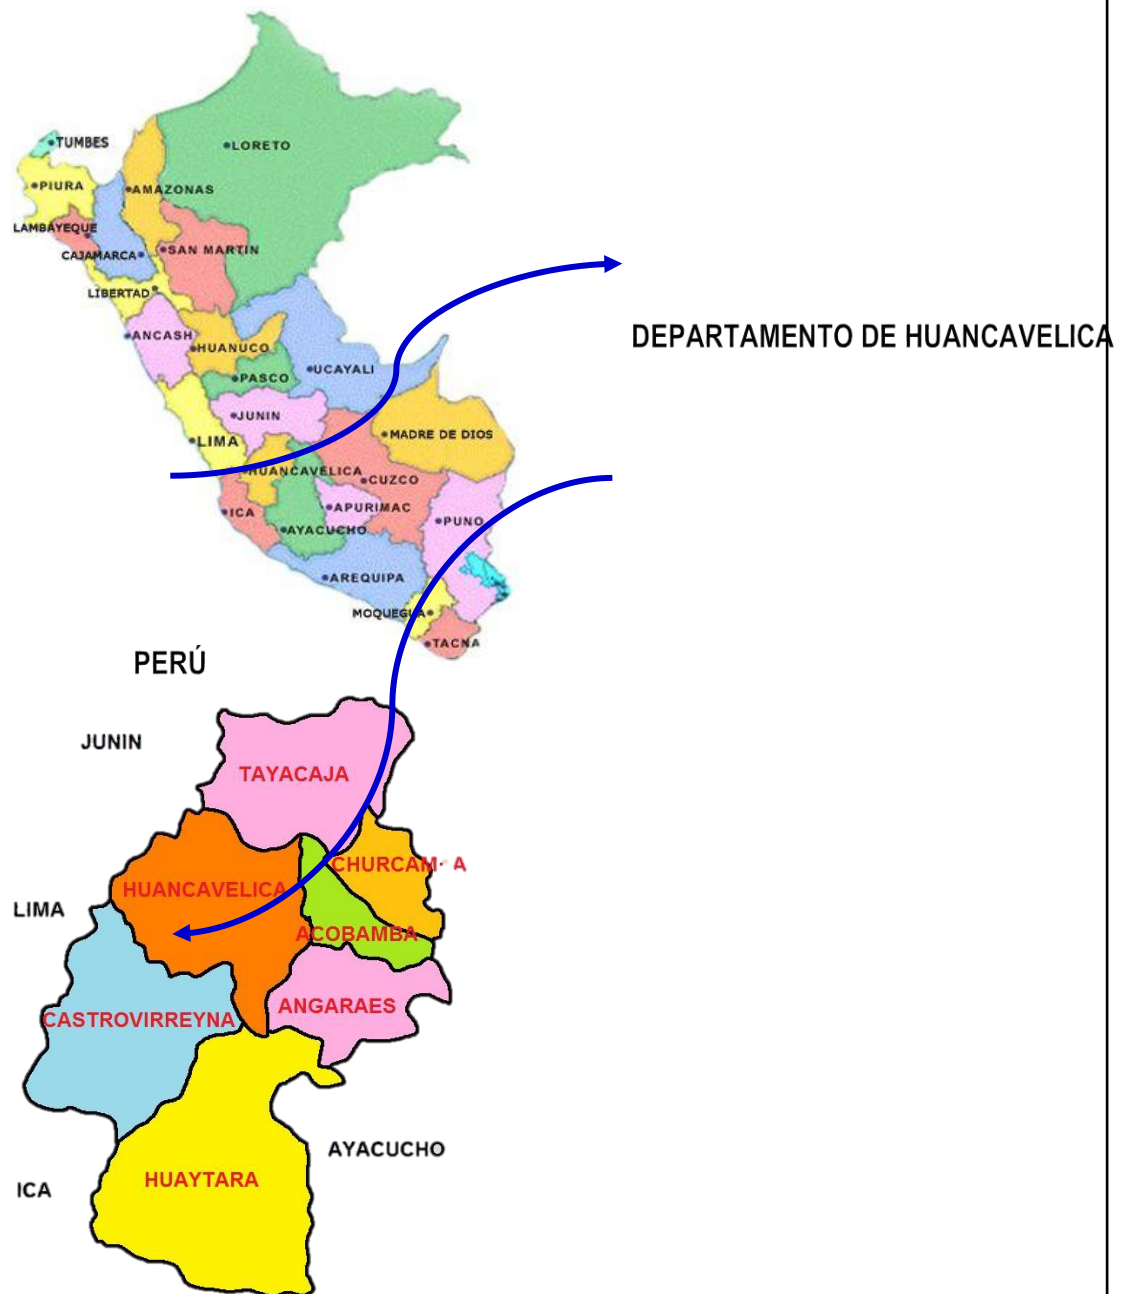 TUMBES
LORETO
PIURA
AMAZONAS
LAMBAYEQUE
SAN MARTIN
CAJAMARCA
LIBERTAD
ANCASH
HUANUCO
UCAYALI
PASCO
JUNIN
MADRE DE DIOS
LIMA
HUANCAVELICA
CUZCO
ICA
APURIMAC
PUNO
AYACUCHO
AREQUIPA
MOQUEGUA
TACNA
DEPARTAMENTO DE HUANCAVELICA
PERÚ
JUNIN
TAYACAJA
CHURCAM· A
HUANCAVELICA
LIMA
ACOBAMBA
ANGARAES
CASTROVIRREYNA
AYACUCHO
HUAYTARA
ICA